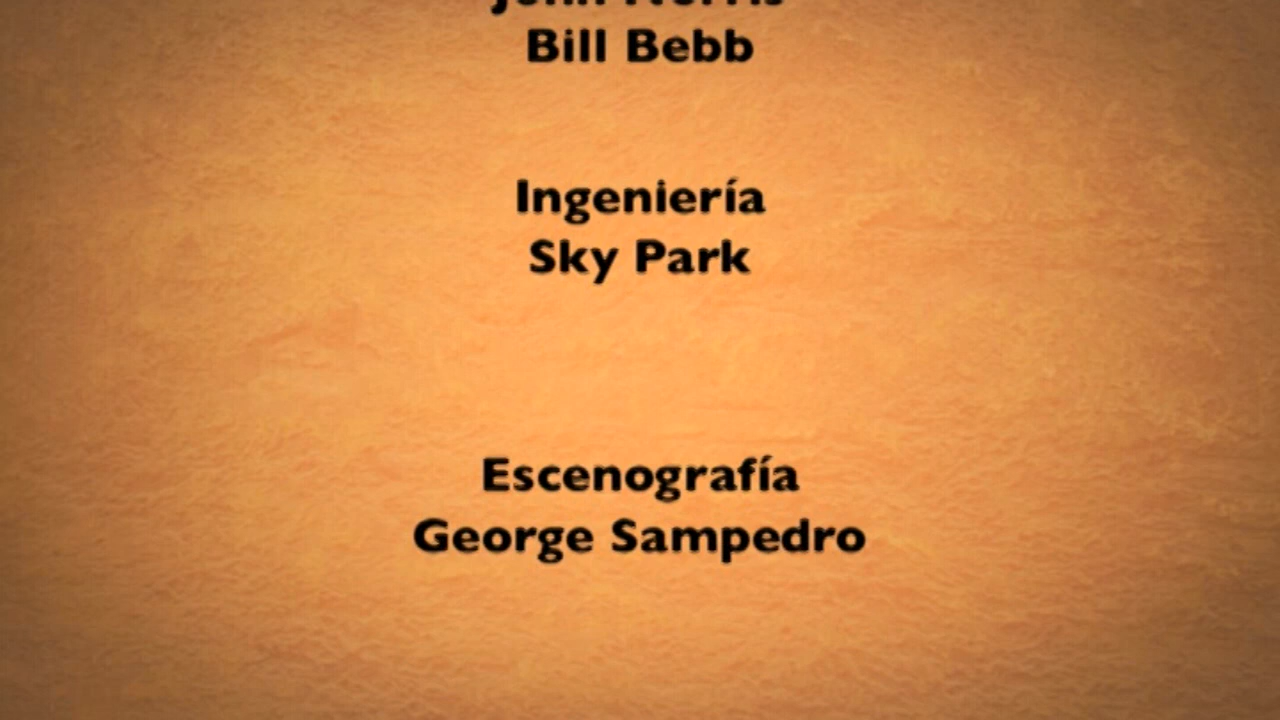 Bill Bebb
Ingeniería
Sky Park
Escenografía
George Sampedro